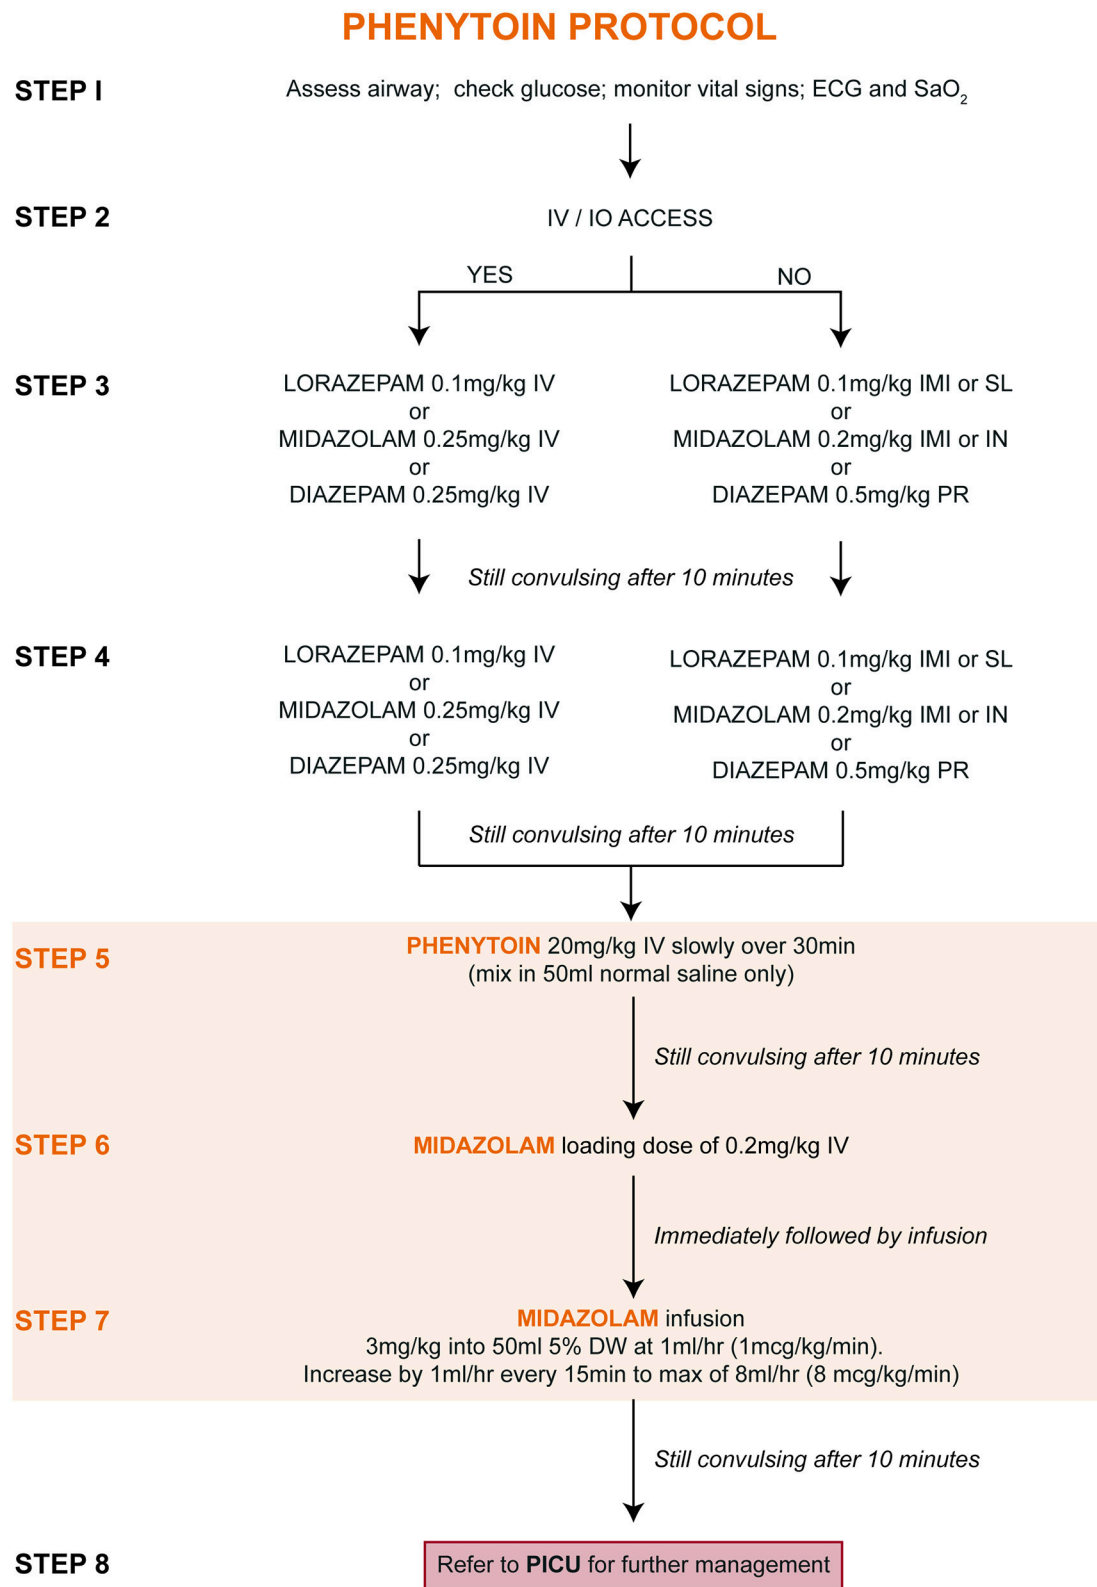 PHENYTOIN PROTOCOL
STEP I
Assess airway; check glucose; monitor vital signs; ECG and SaO₂
STEP 2
IV / IO ACCESS
YES
NO
STEP 3
LORAZEPAM 0.1mg/kg IV
or
MIDAZOLAM 0.25mg/kg IV
or
DIAZEPAM 0.25mg/kg IV
LORAZEPAM 0.1mg/kg IMI or SL
or
MIDAZOLAM 0.2mg/kg IMI or IN
or
DIAZEPAM 0.5mg/kg PR
Still convulsing after 10 minutes
STEP 4
LORAZEPAM 0.1mg/kg IV
or
MIDAZOLAM 0.25mg/kg IV
or
DIAZEPAM 0.25mg/kg IV
LORAZEPAM 0.1mg/kg IMI or SL
or
MIDAZOLAM 0.2mg/kg IMI or IN
or
DIAZEPAM 0.5mg/kg PR
Still convulsing after 10 minutes
STEP 5
PHENYTOIN 20mg/kg IV slowly over 30min
(mix in 50ml normal saline only)
Still convulsing after 10 minutes
STEP 6
MIDAZOLAM loading dose of 0.2mg/kg IV
Immediately followed by infusion
STEP 7
MIDAZOLAM infusion
3mg/kg into 50ml 5% DW at 1ml/hr (1mcg/kg/min).
Increase by 1ml/hr every 15min to max of 8ml/hr (8 mcg/kg/min)
Still convulsing after 10 minutes
STEP 8
Refer to PICU for further management